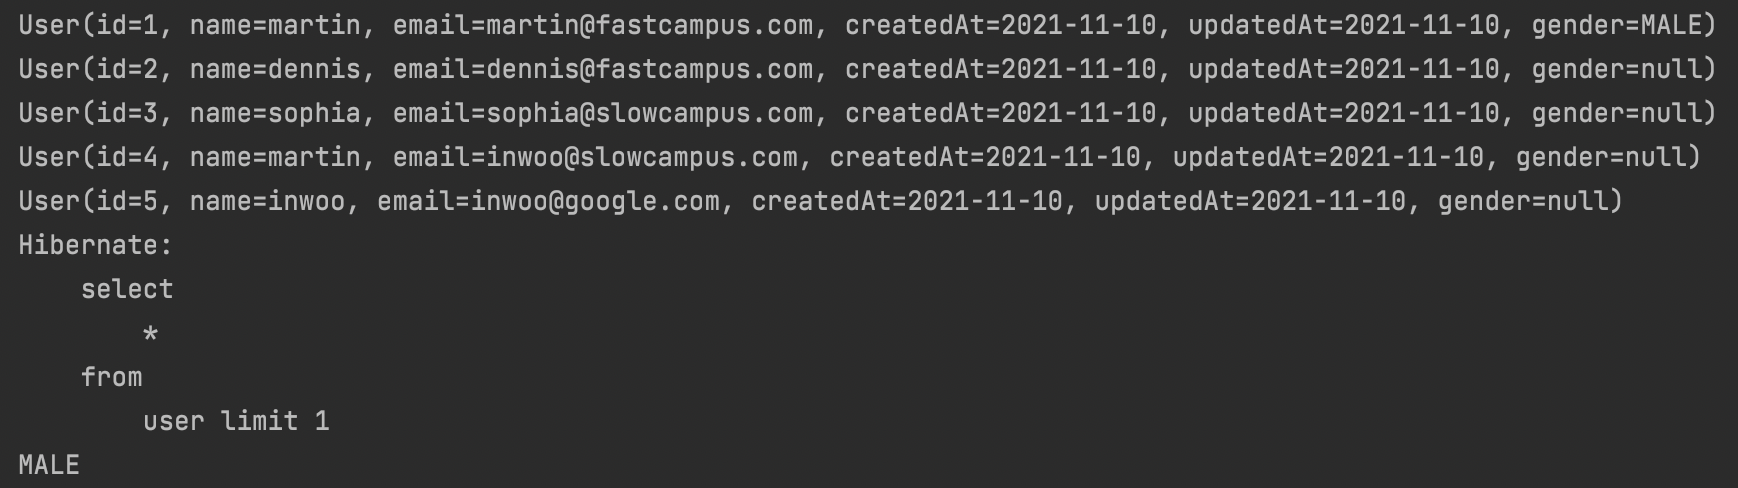 User(id=1, name=martin, email=martin@fastcampus.com, createdAt=2021-11-10, updatedAt=2021-11-10, gender=MALE)
User(id=2, name=dennis, email=dennis@fastcampus.com, createdAt=2021-11-10, updatedAt=2021-11-10, gender=null)
User(id=3, name=sophia, email=sophia@slowcampus.com, createdAt=2021-11-10, updatedAt=2021-11-10, gender=null)
User(id=4, name=martin, email=inwoo@slowcampus.com, createdAt=2021-11-10, updatedAt=2021-11-10, gender=null)
User(id=5, name=inwoo, email=inwoo@google.com, createdAt=2021-11-10, updatedAt=2021-11-10, gender=null)
Hibernate:
    select
        *
    from
        user limit 1
MALE